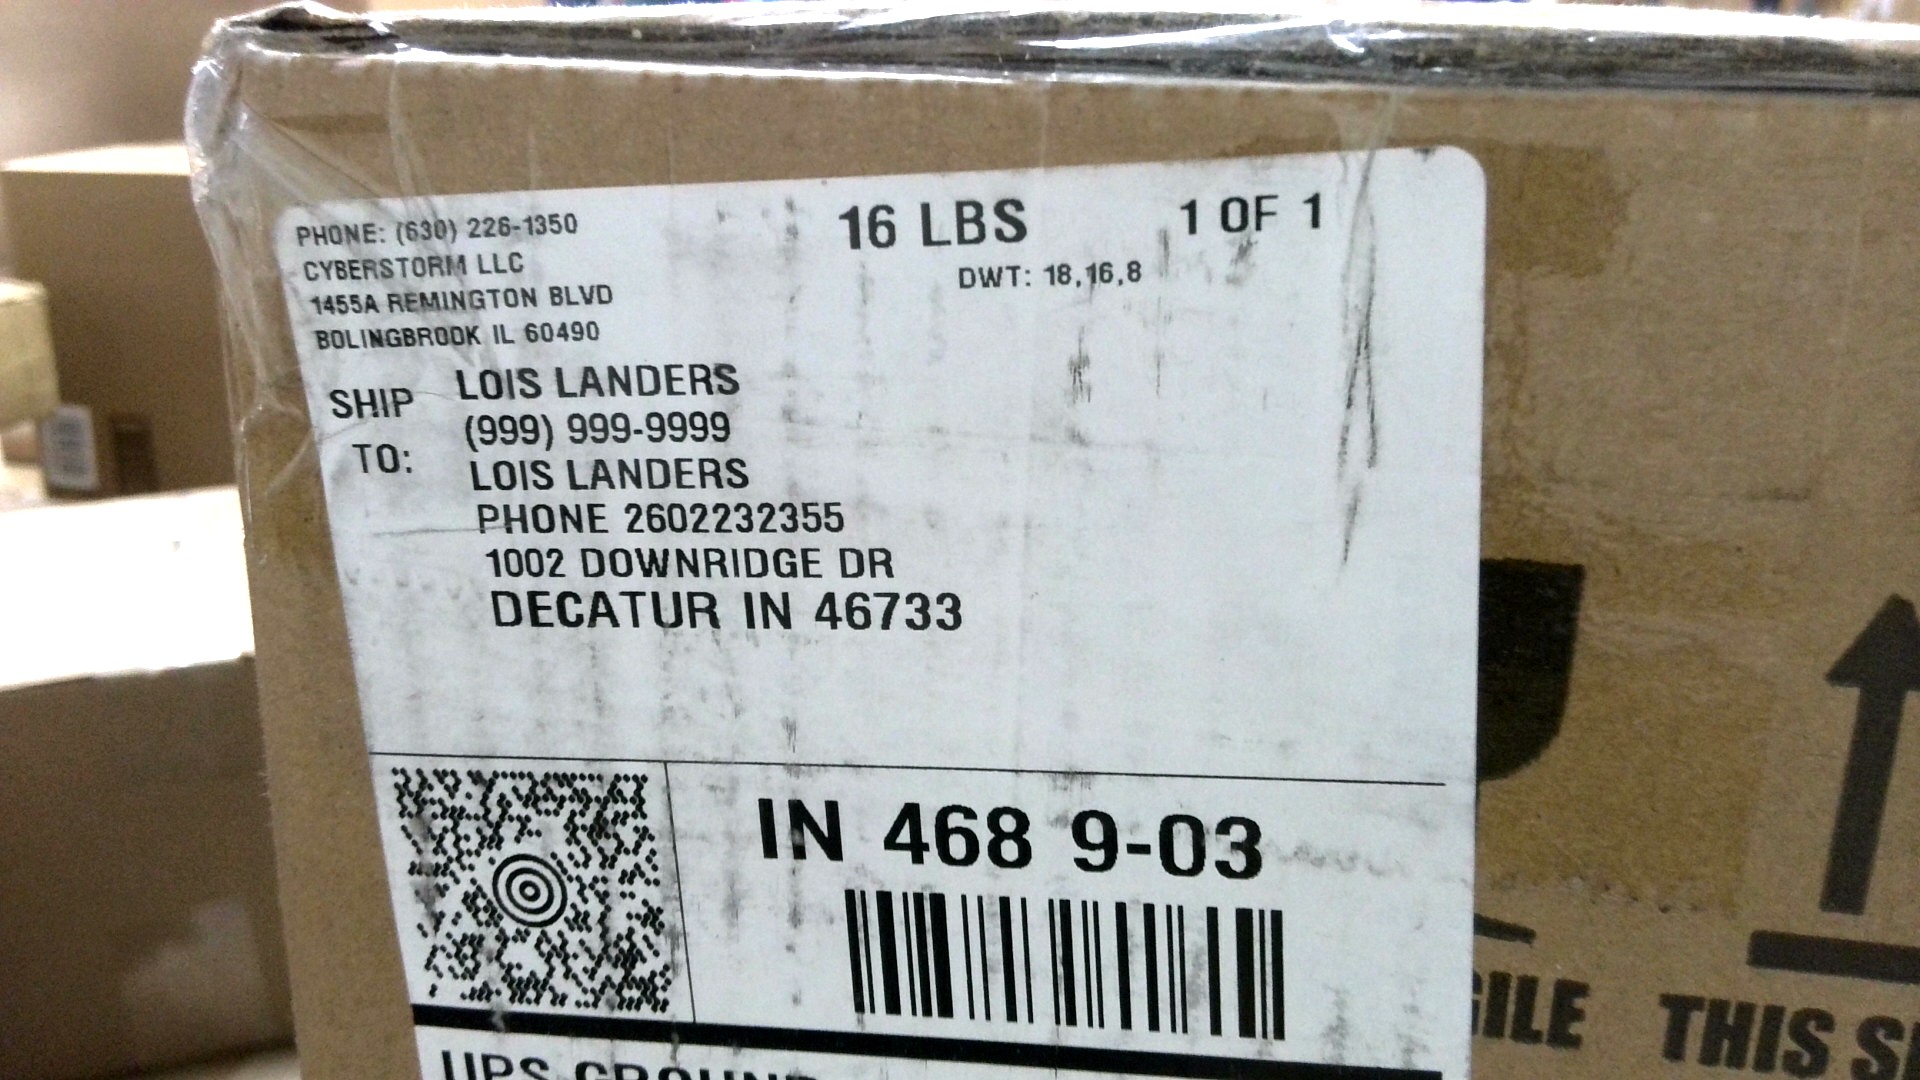 PHONE: (630) 226-1350
CYBERSTORM LLC
1455A REMINGTON BLVD
BOLINGBROOK IL 60490
16 LBS
1 OF 1
DWT: 18,16,8
SHIP
TO:
LOIS LANDERS
(999) 999-9999
LOIS LANDERS
PHONE 2602232355
1002 DOWNRIDGE DR
DECATUR IN 46733
IN 468 9-03
UPS GROUND
THIS